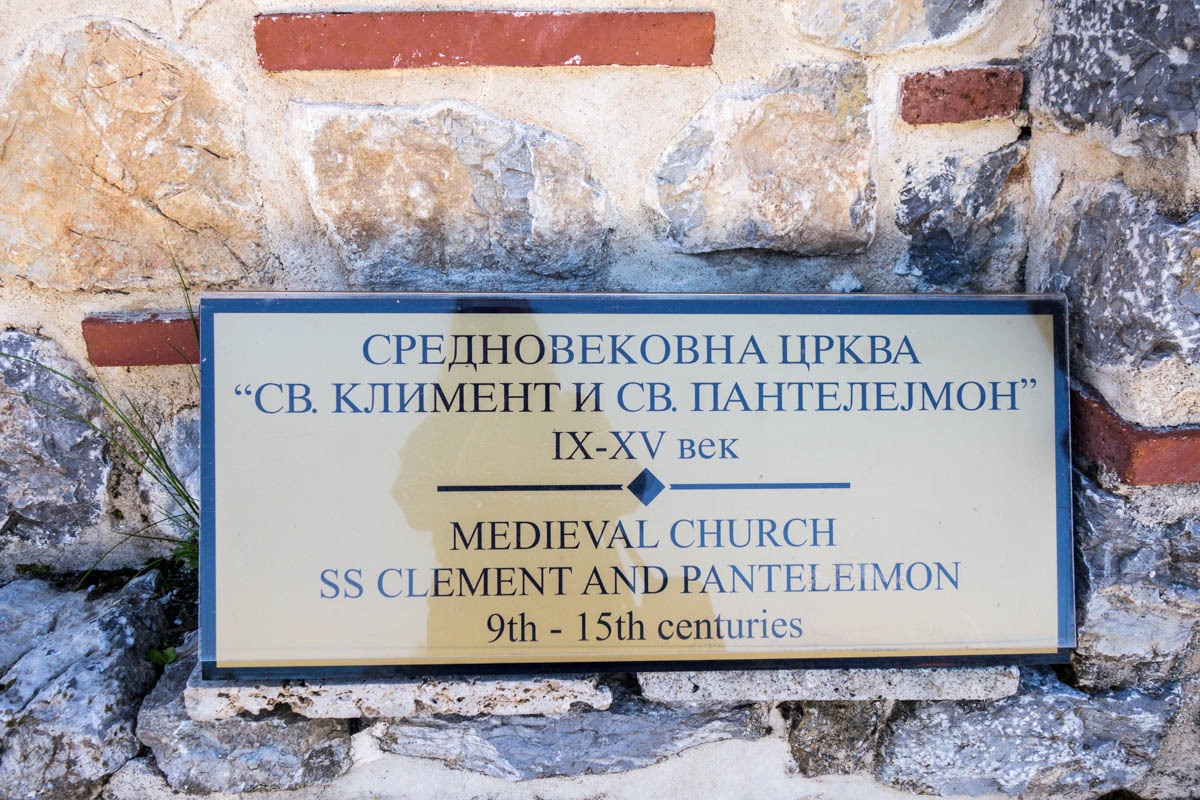 СРЕДНОВЕКОВНА ЦРКВА
“СВ. КЛИМЕНТ И СВ. ПАНТЕЛЕЈМОН”
IX-XV век
MEDIEVAL CHURCH
SS CLEMENT AND PANTELEIMON
9th - 15th centuries